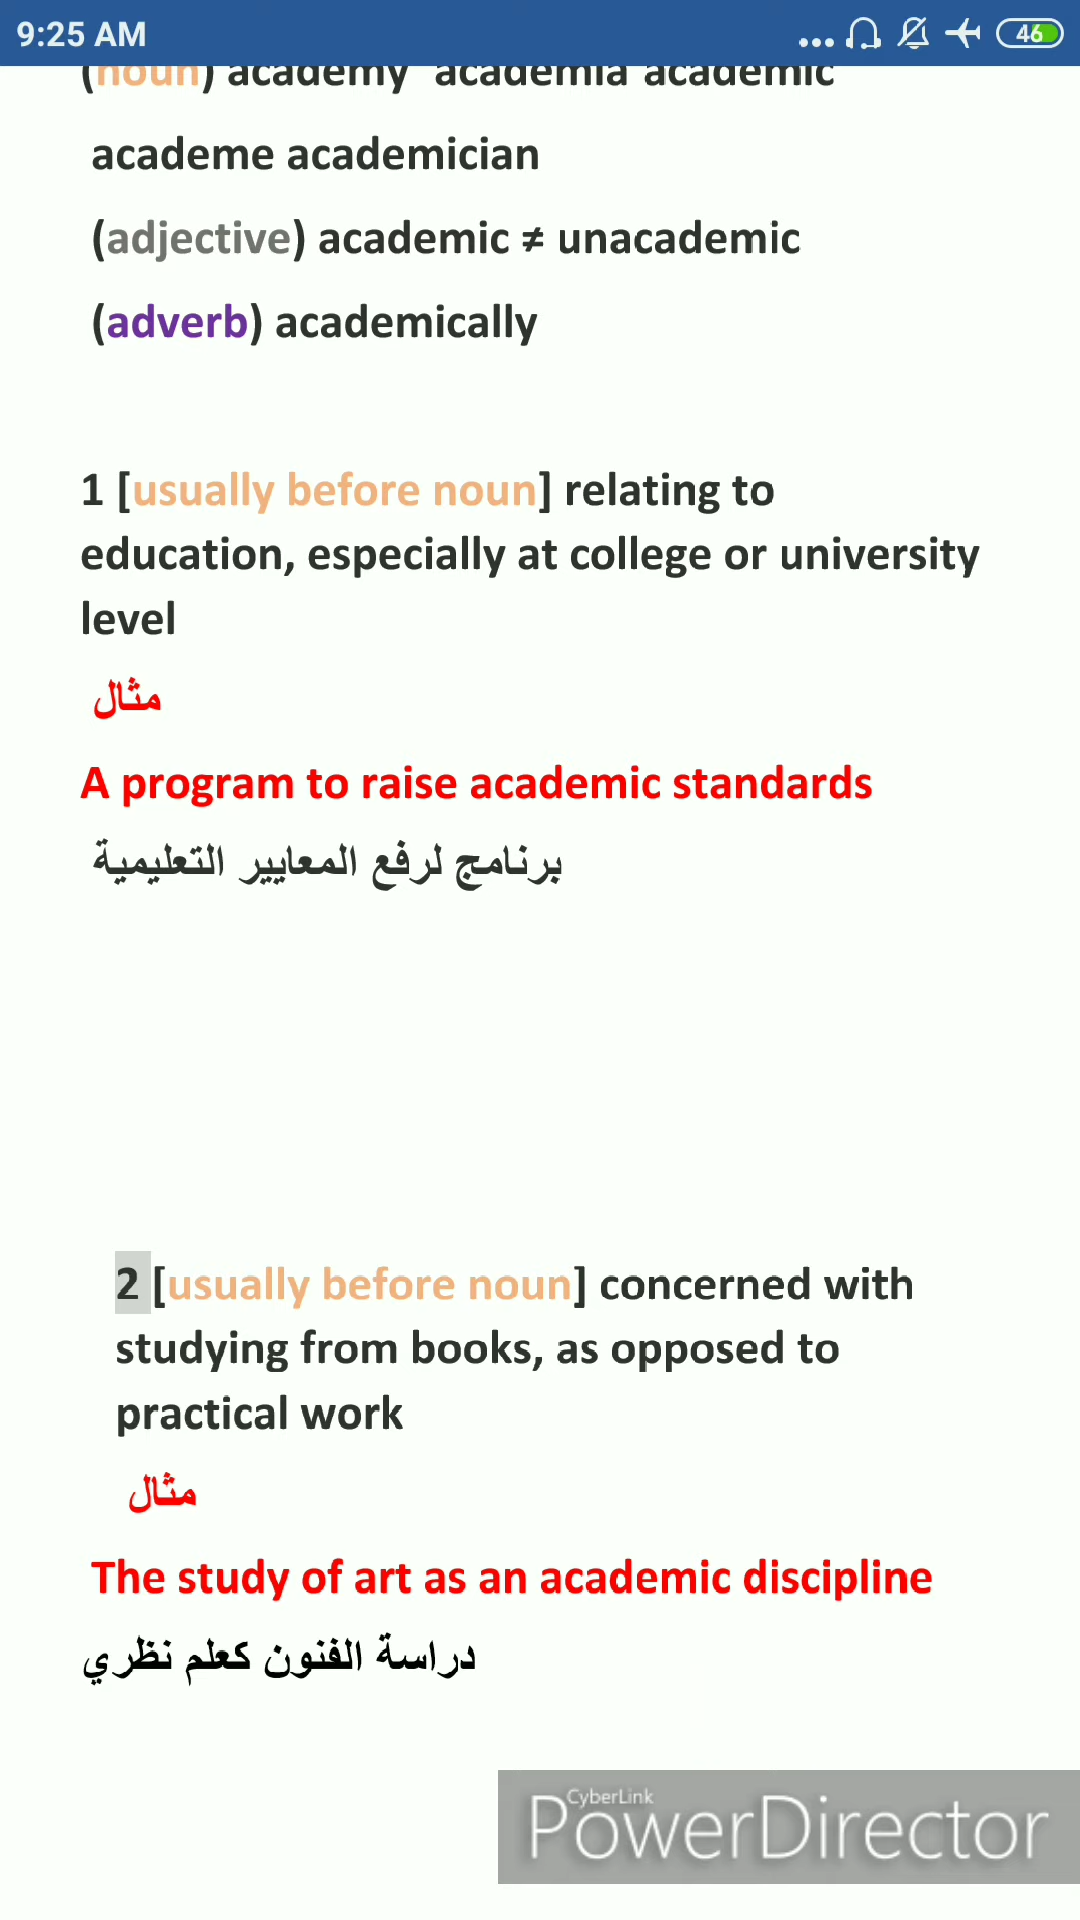 9:25 AM
46
(noun) academy academia academic
academe academician
(adjective) academic ≠ unacademic
(adverb) academically
1 [usually before noun] relating to
education, especially at college or university
level
مثال
A program to raise academic standards
برنامج لرفع المعايير التعليمية
2 [usually before noun] concerned with
studying from books, as opposed to
practical work
مثال
The study of art as an academic discipline
دراسة الفنون كعلم نظري
CyberLink
PowerDirector